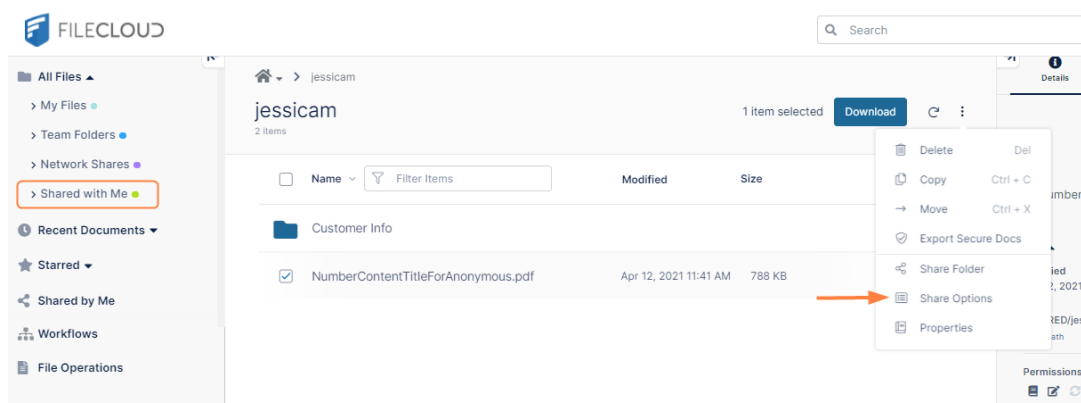 FILECLOUD
Search
All Files
My Files
Team Folders
Network Shares
Shared with Me
Recent Documents
Starred
Shared by Me
Workflows
File Operations
jessicam
jessicam
2 items
1 item selected
Download
Name
Filter Items
Modified
Size
Customer Info
NumberContentTitleForAnonymous.pdf Apr 12, 2021 11:41 AM 788 KB
Delete Del
Copy Ctrl + C
Move Ctrl + X
Export Secure Docs
Share Folder
Share Options
Properties
Details
Permissions